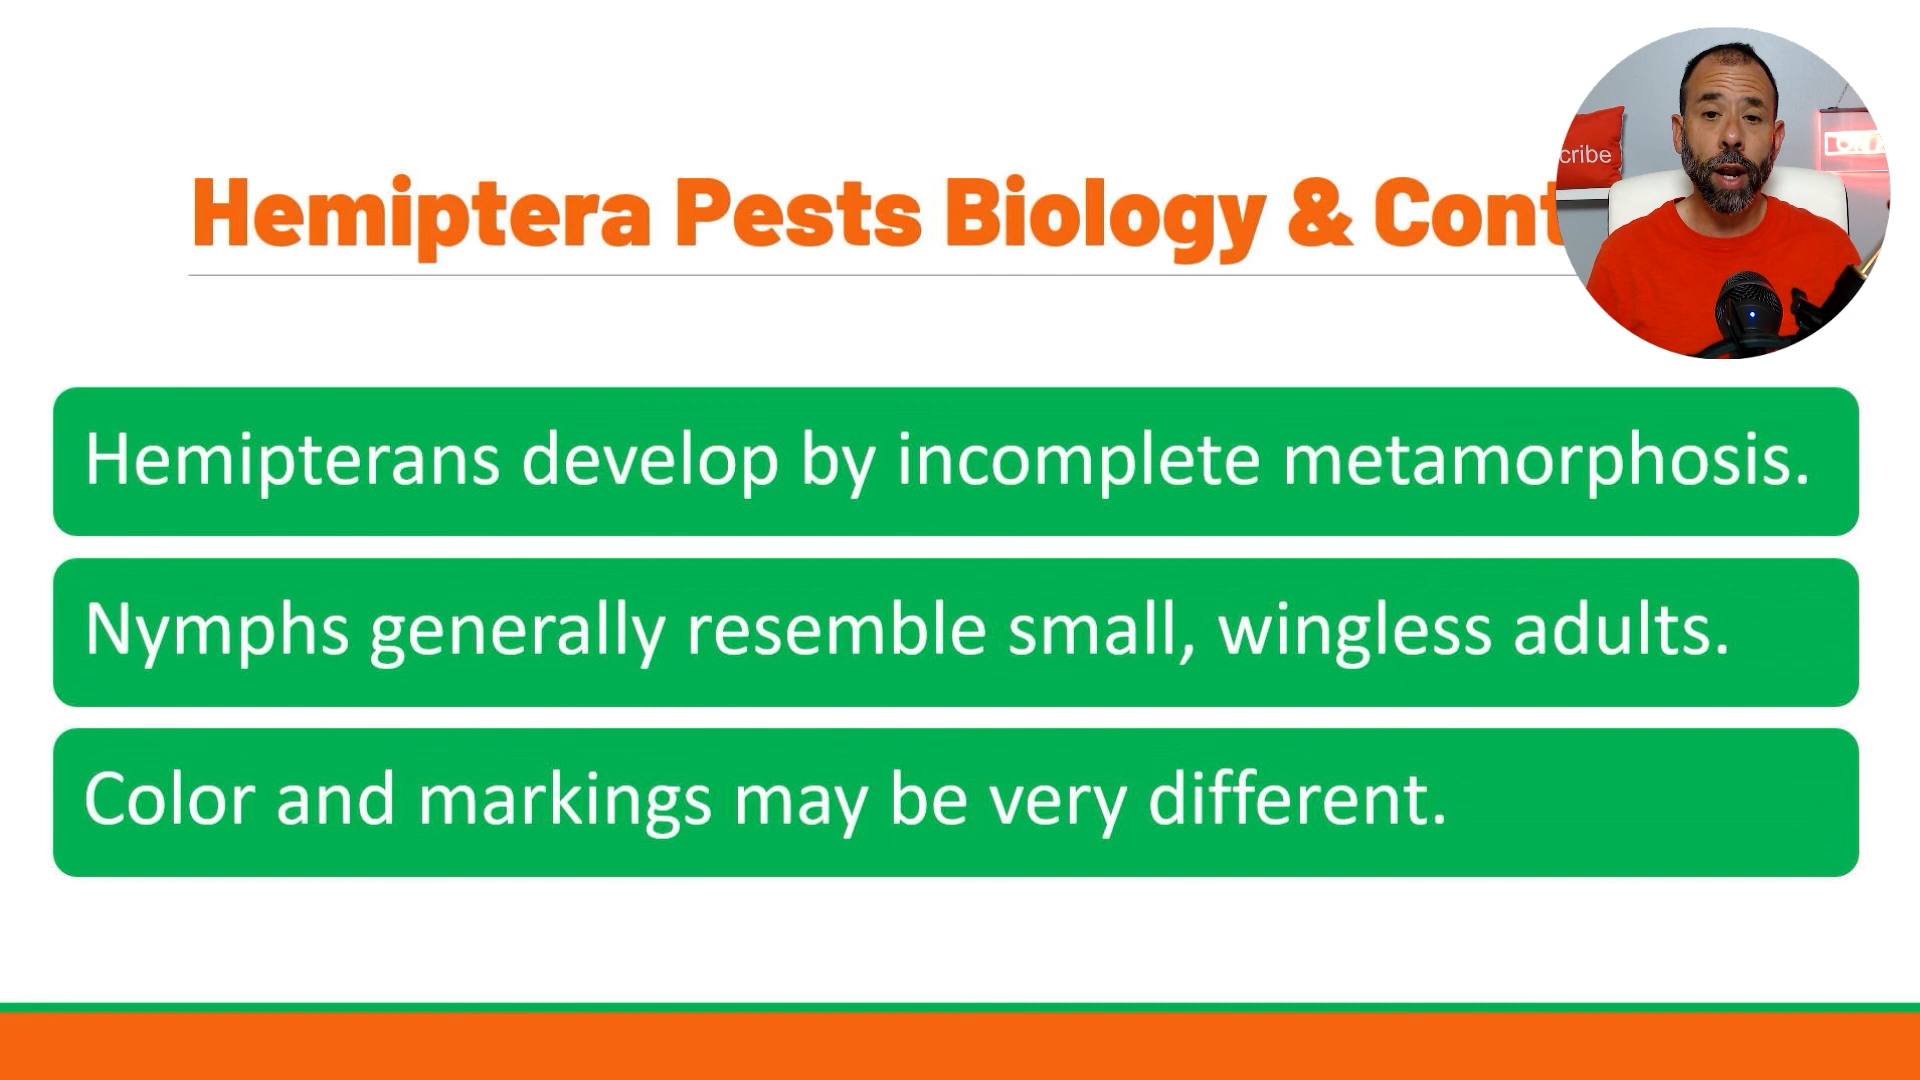 Hemiptera Pests Biology & Cont
cribe
Hemipterans develop by incomplete metamorphosis.
Nymphs generally resemble small, wingless adults.
Color and markings may be very different.